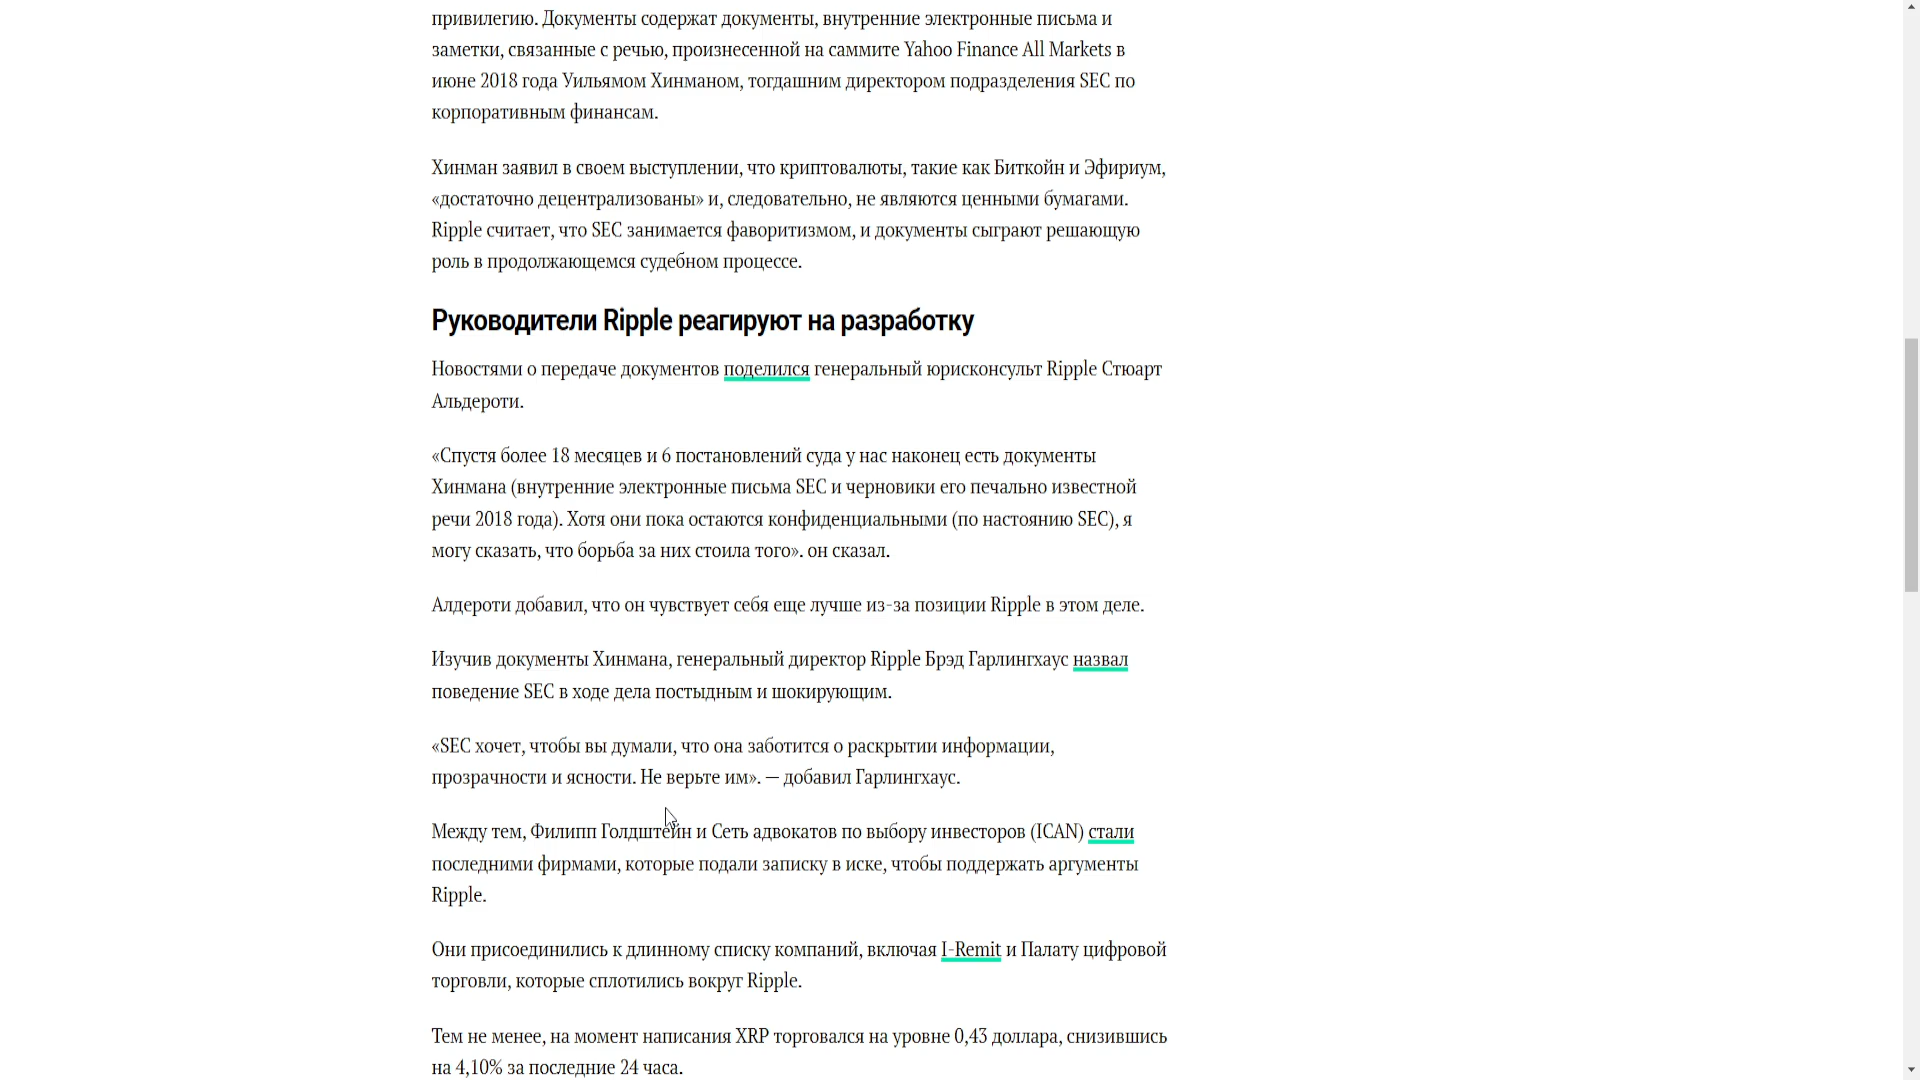 привилегию. Документы содержат документы, внутренние электронные письма и
заметки, связанные с речью, произнесенной на саммите Yahoo Finance All Markets в
июне 2018 года Уильямом Хинманом, тогдашним директором подразделения SEC по
корпоративным финансам.
Хинман заявил в своем выступлении, что криптовалюты, такие как Биткойн и Эфириум,
«достаточно децентрализованы» и, следовательно, не являются ценными бумагами.
Ripple считает, что SEC занимается фаворитизмом, и документы сыграют решающую
роль в продолжающемся судебном процессе.
Руководители Ripple реагируют на разработку
Новостями о передаче документов поделился генеральный юрисконсульт Ripple Стюарт
Альдероти.
«Спустя более 18 месяцев и 6 постановлений суда у нас наконец есть документы
Хинмана (внутренние электронные письма SEC и черновики его печально известной
речи 2018 года). Хотя они пока остаются конфиденциальными (по настоянию SEC), я
могу сказать, что борьба за них стоила того». он сказал.
Алдероти добавил, что он чувствует себя еще лучше из-за позиции Ripple в этом деле.
Изучив документы Хинмана, генеральный директор Ripple Брэд Гарлингхаус назвал
поведение SEC в ходе дела постыдным и шокирующим.
«SEC хочет, чтобы вы думали, что она заботится о раскрытии информации,
прозрачности и ясности. Не верьте им». — добавил Гарлингхаус.
Между тем, Филипп Голдштейн и Сеть адвокатов по выбору инвесторов (ICAN) стали
последними фирмами, которые подали записку в иске, чтобы поддержать аргументы
Ripple.
Они присоединились к длинному списку компаний, включая I-Remit и Палату цифровой
торговли, которые сплотились вокруг Ripple.
Тем не менее, на момент написания XRP торговался на уровне 0,43 доллара, снизившись
на 4,10% за последние 24 часа.